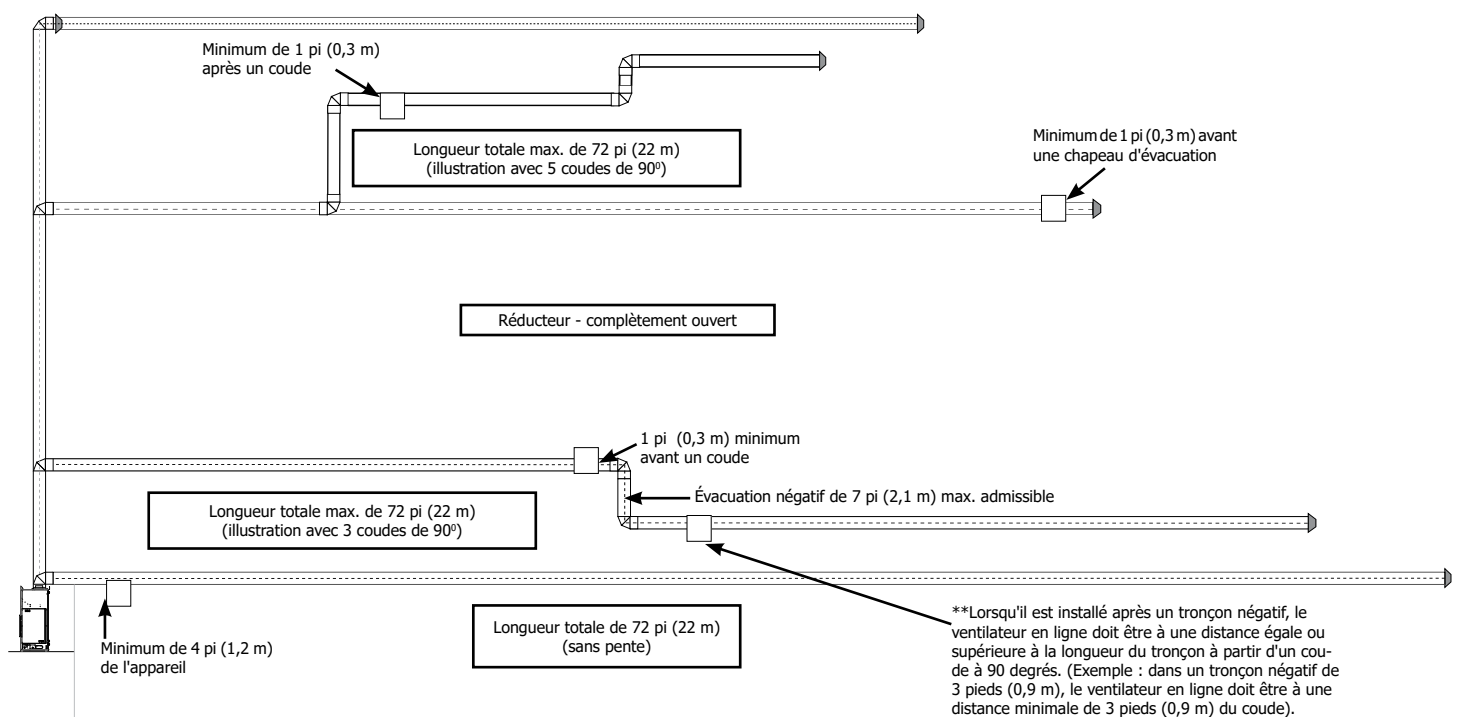 Minimum de 1 pi (0,3 m)
après un coude
Longueur totale max. de 72 pi (22 m)
(illustration avec 5 coudes de 90⁰)
Minimum de 1 pi (0,3 m) avant
une chapeau d'évacuation
Réducteur - complètement ouvert
1 pi (0,3 m) minimum
avant un coude
Évacuation négatif de 7 pi (2,1 m) max. admissible
Longueur totale max. de 72 pi (22 m)
(illustration avec 3 coudes de 90⁰)
Minimum de 4 pi (1,2 m)
de l'appareil
Longueur totale de 72 pi (22 m)
(sans pente)
**Lorsqu'il est installé après un tronçon négatif, le
ventilateur en ligne doit être à une distance égale ou
supérieure à la longueur du tronçon à partir d'un cou-
de à 90 degrés. (Exemple : dans un tronçon négatif de
3 pieds (0,9 m), le ventilateur en ligne doit être à une
distance minimale de 3 pieds (0,9 m) du coude).